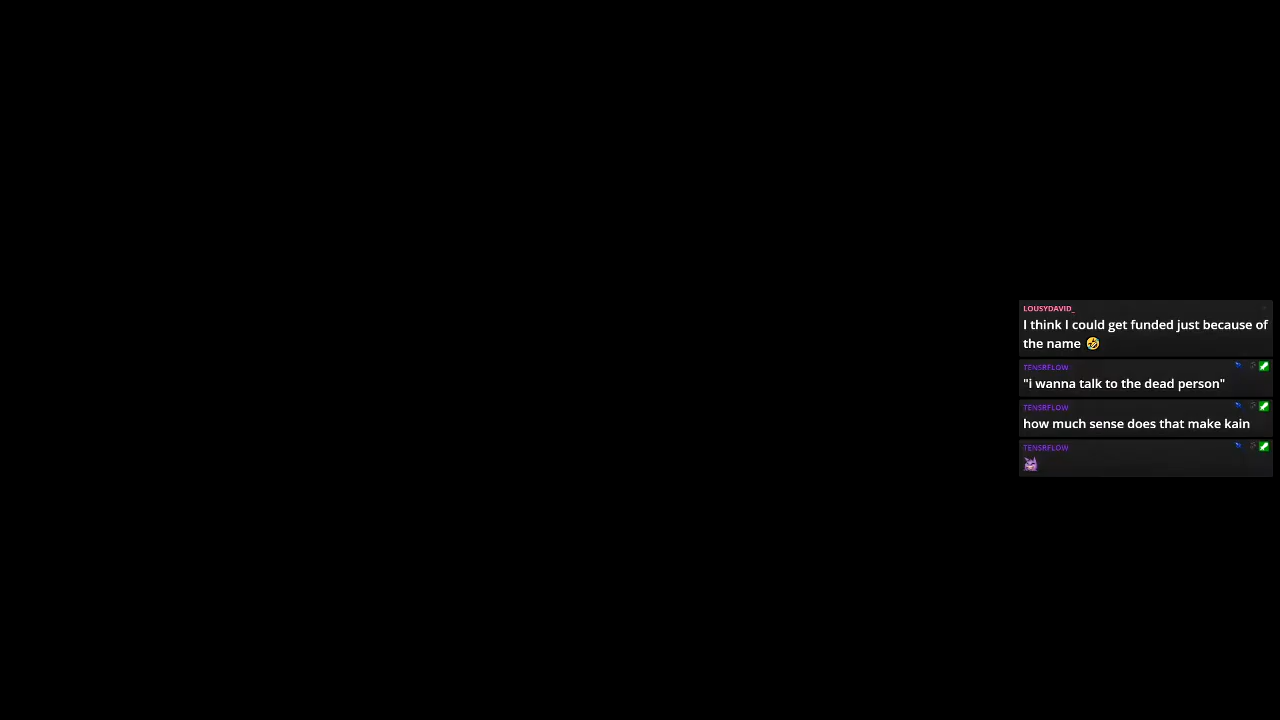 LOUSYDAVID_
I think I could get funded just because of
the name 🤣
TENSRFLOW
"i wanna talk to the dead person"
TENSRFLOW
how much sense does that make kain
TENSRFLOW